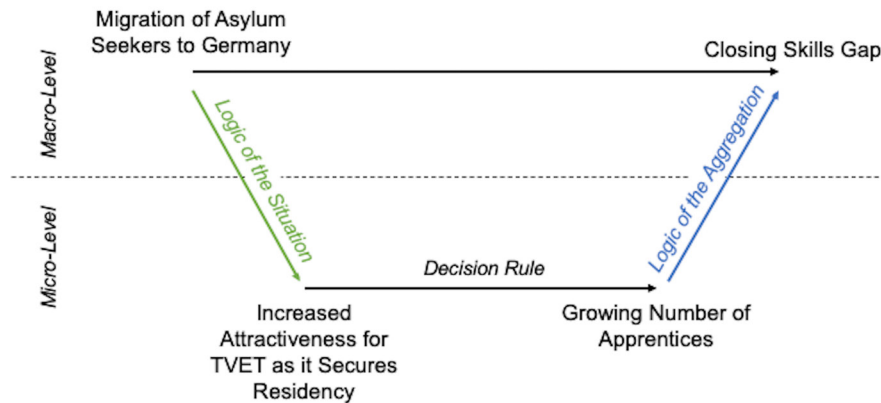 Migration of Asylum
Seekers to Germany
Closing Skills Gap
Macro-Level
Logic of the Situation
Logic of the Aggregation
Micro-Level
Decision Rule
Increased
Attractiveness for
TVET as it Secures
Residency
Growing Number of
Apprentices